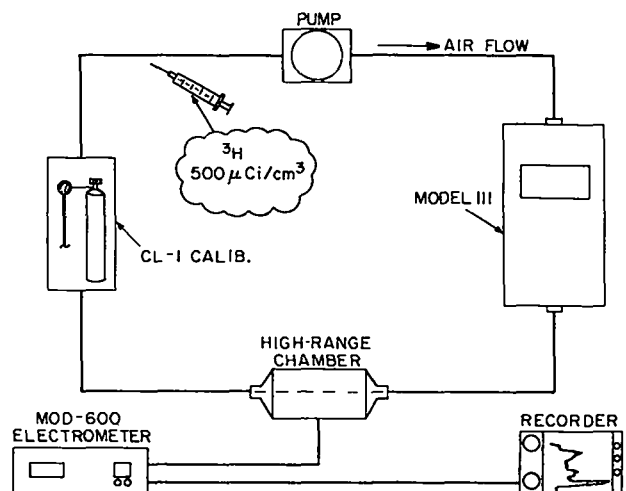 PUMP
AIR FLOW
³H
500 μCi/cm³
MODEL III
CL-1 CALIB.
HIGH-RANGE
CHAMBER
MOD-600
ELECTROMETER
RECORDER